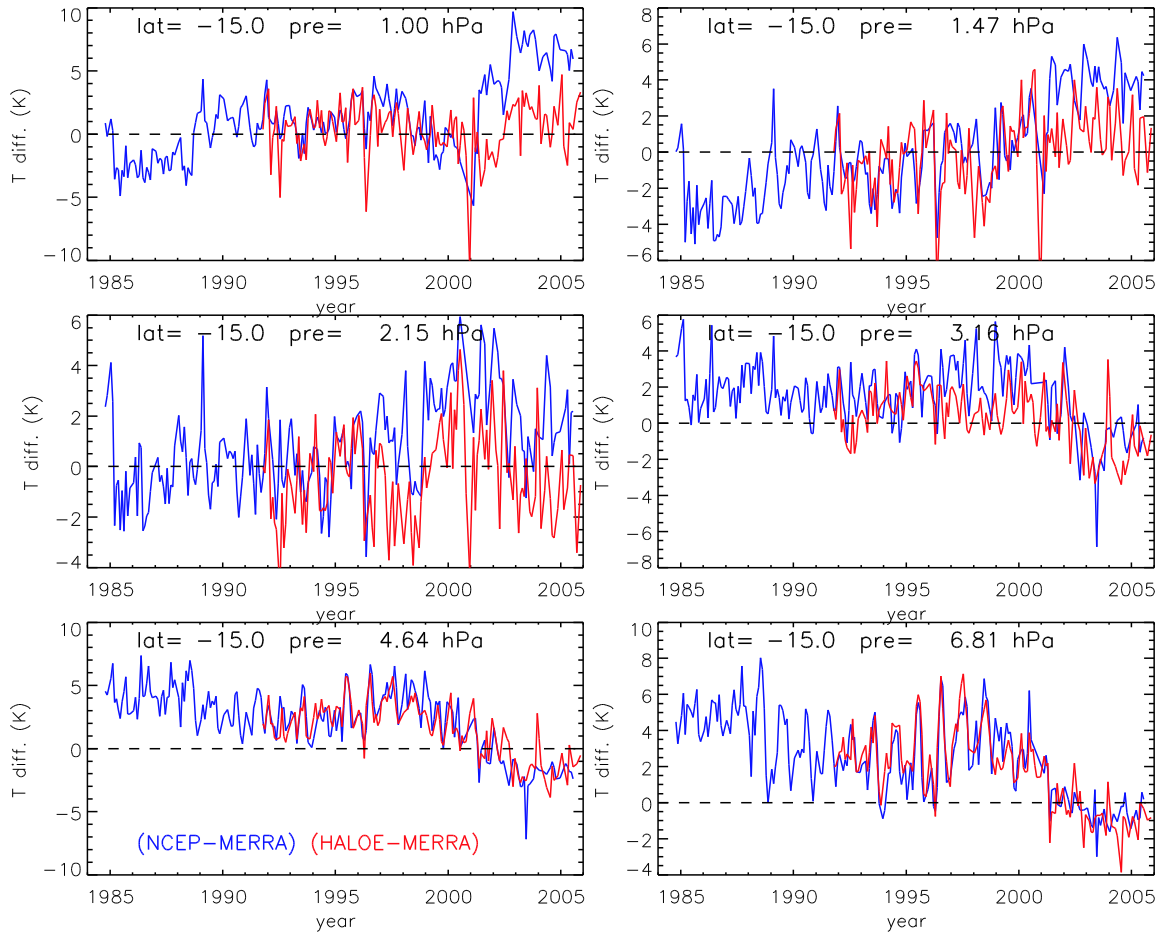 lat= −15.0 pre= 1.00 hPa
10
5
0
−5
−10
T diff. (K)
1985 1990 1995 2000 2005
year
lat= −15.0 pre= 1.47 hPa
8
6
4
2
0
−2
−4
−6
T diff. (K)
1985 1990 1995 2000 2005
year
lat= −15.0 pre= 2.15 hPa
6
4
2
0
−2
−4
T diff. (K)
1985 1990 1995 2000 2005
year
lat= −15.0 pre= 3.16 hPa
6
4
2
0
−2
−4
−6
−8
T diff. (K)
1985 1990 1995 2000 2005
year
lat= −15.0 pre= 4.64 hPa
10
5
0
−5
−10
T diff. (K)
(NCEP−MERRA) (HALOE−MERRA)
1985 1990 1995 2000 2005
year
lat= −15.0 pre= 6.81 hPa
10
8
6
4
2
0
−2
−4
T diff. (K)
1985 1990 1995 2000 2005
year